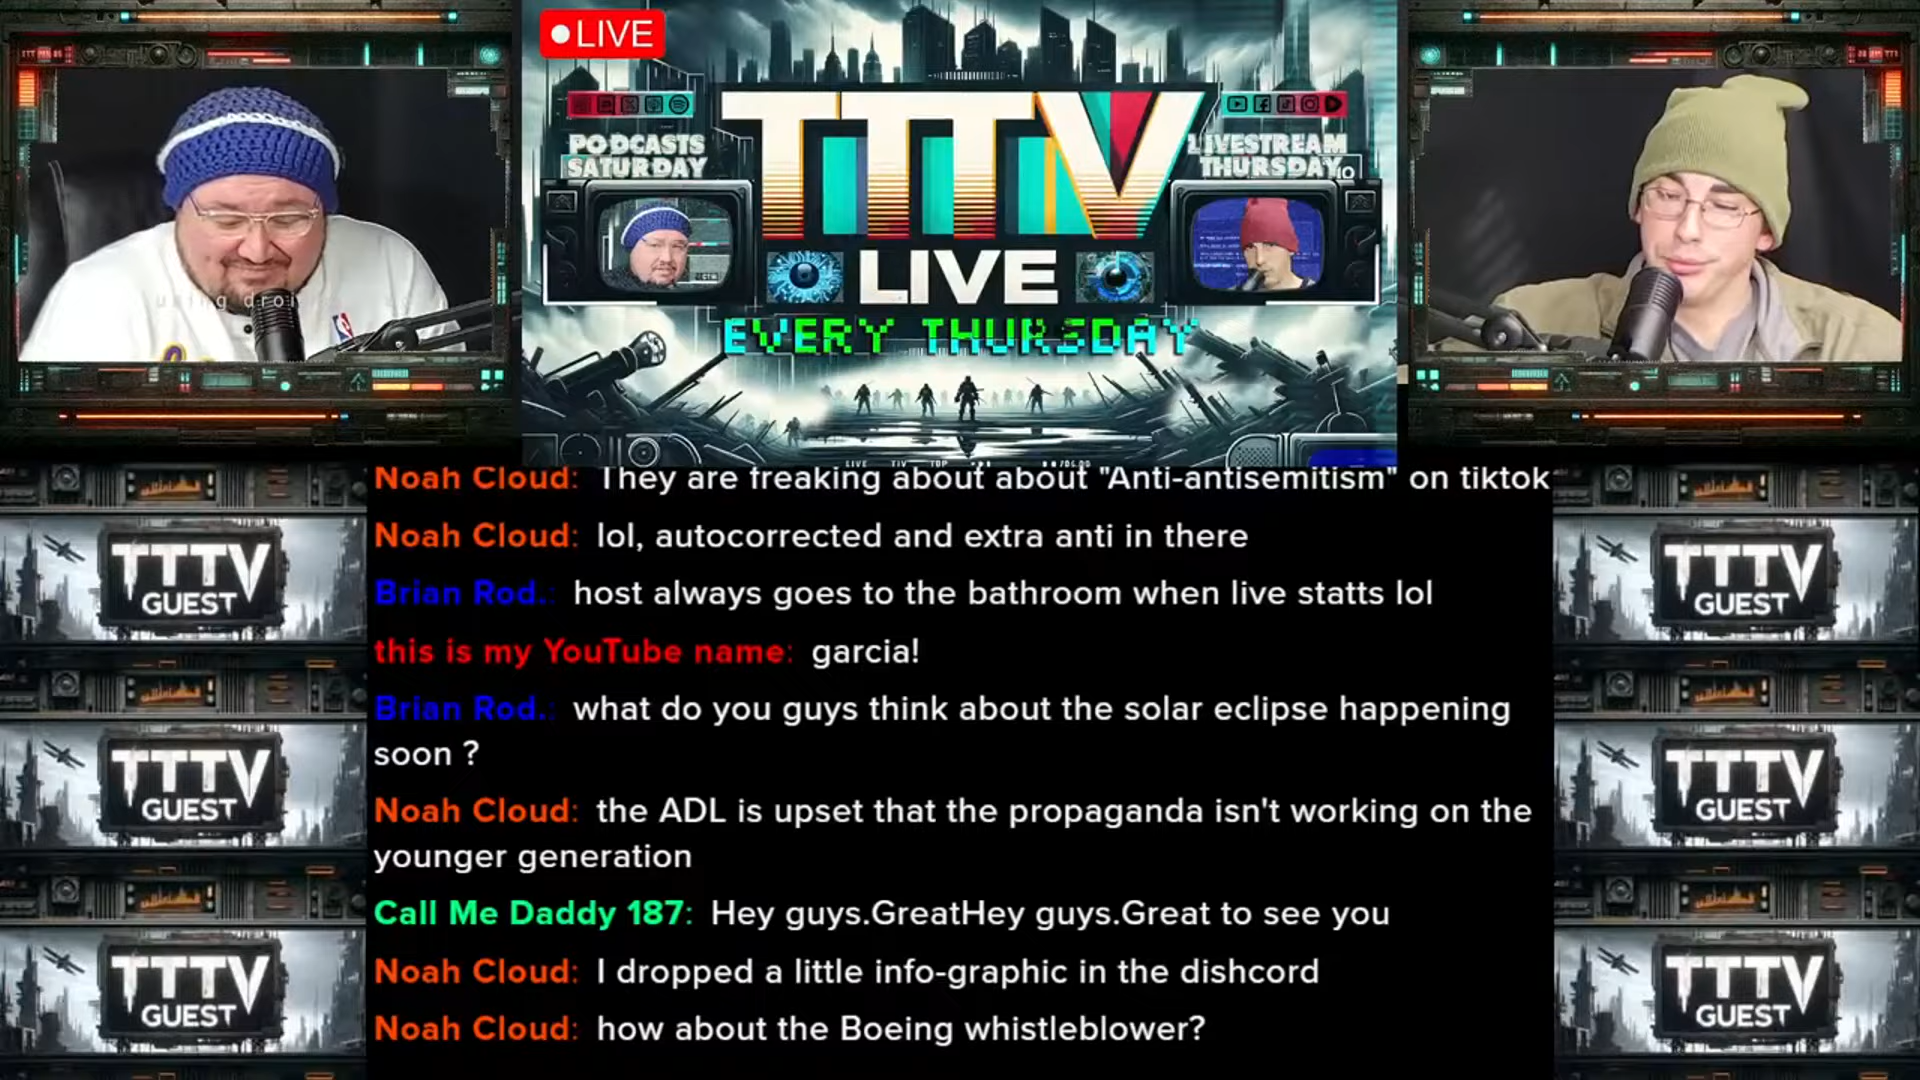 LIVE
PODCASTS
SATURDAY
TTTV
LIVESTREAM
THURSDAY
LIVE
EVERY THURSDAY
Noah Cloud: They are freaking about about "Anti-antisemitism" on tiktok
Noah Cloud: lol, autocorrected and extra anti in there
Brian Rod.: host always goes to the bathroom when live statts lol
this is my YouTube name: garcia!
Brian Rod.: what do you guys think about the solar eclipse happening
soon ?
Noah Cloud: the ADL is upset that the propaganda isn't working on the
younger generation
Call Me Daddy 187: Hey guys.GreatHey guys.Great to see you
Noah Cloud: I dropped a little info-graphic in the dishcord
Noah Cloud: how about the Boeing whistleblower?
TTTV
GUEST
TTTV
GUEST
TTTV
GUEST
TTTV
GUEST
TTTV
GUEST
TTTV
GUEST